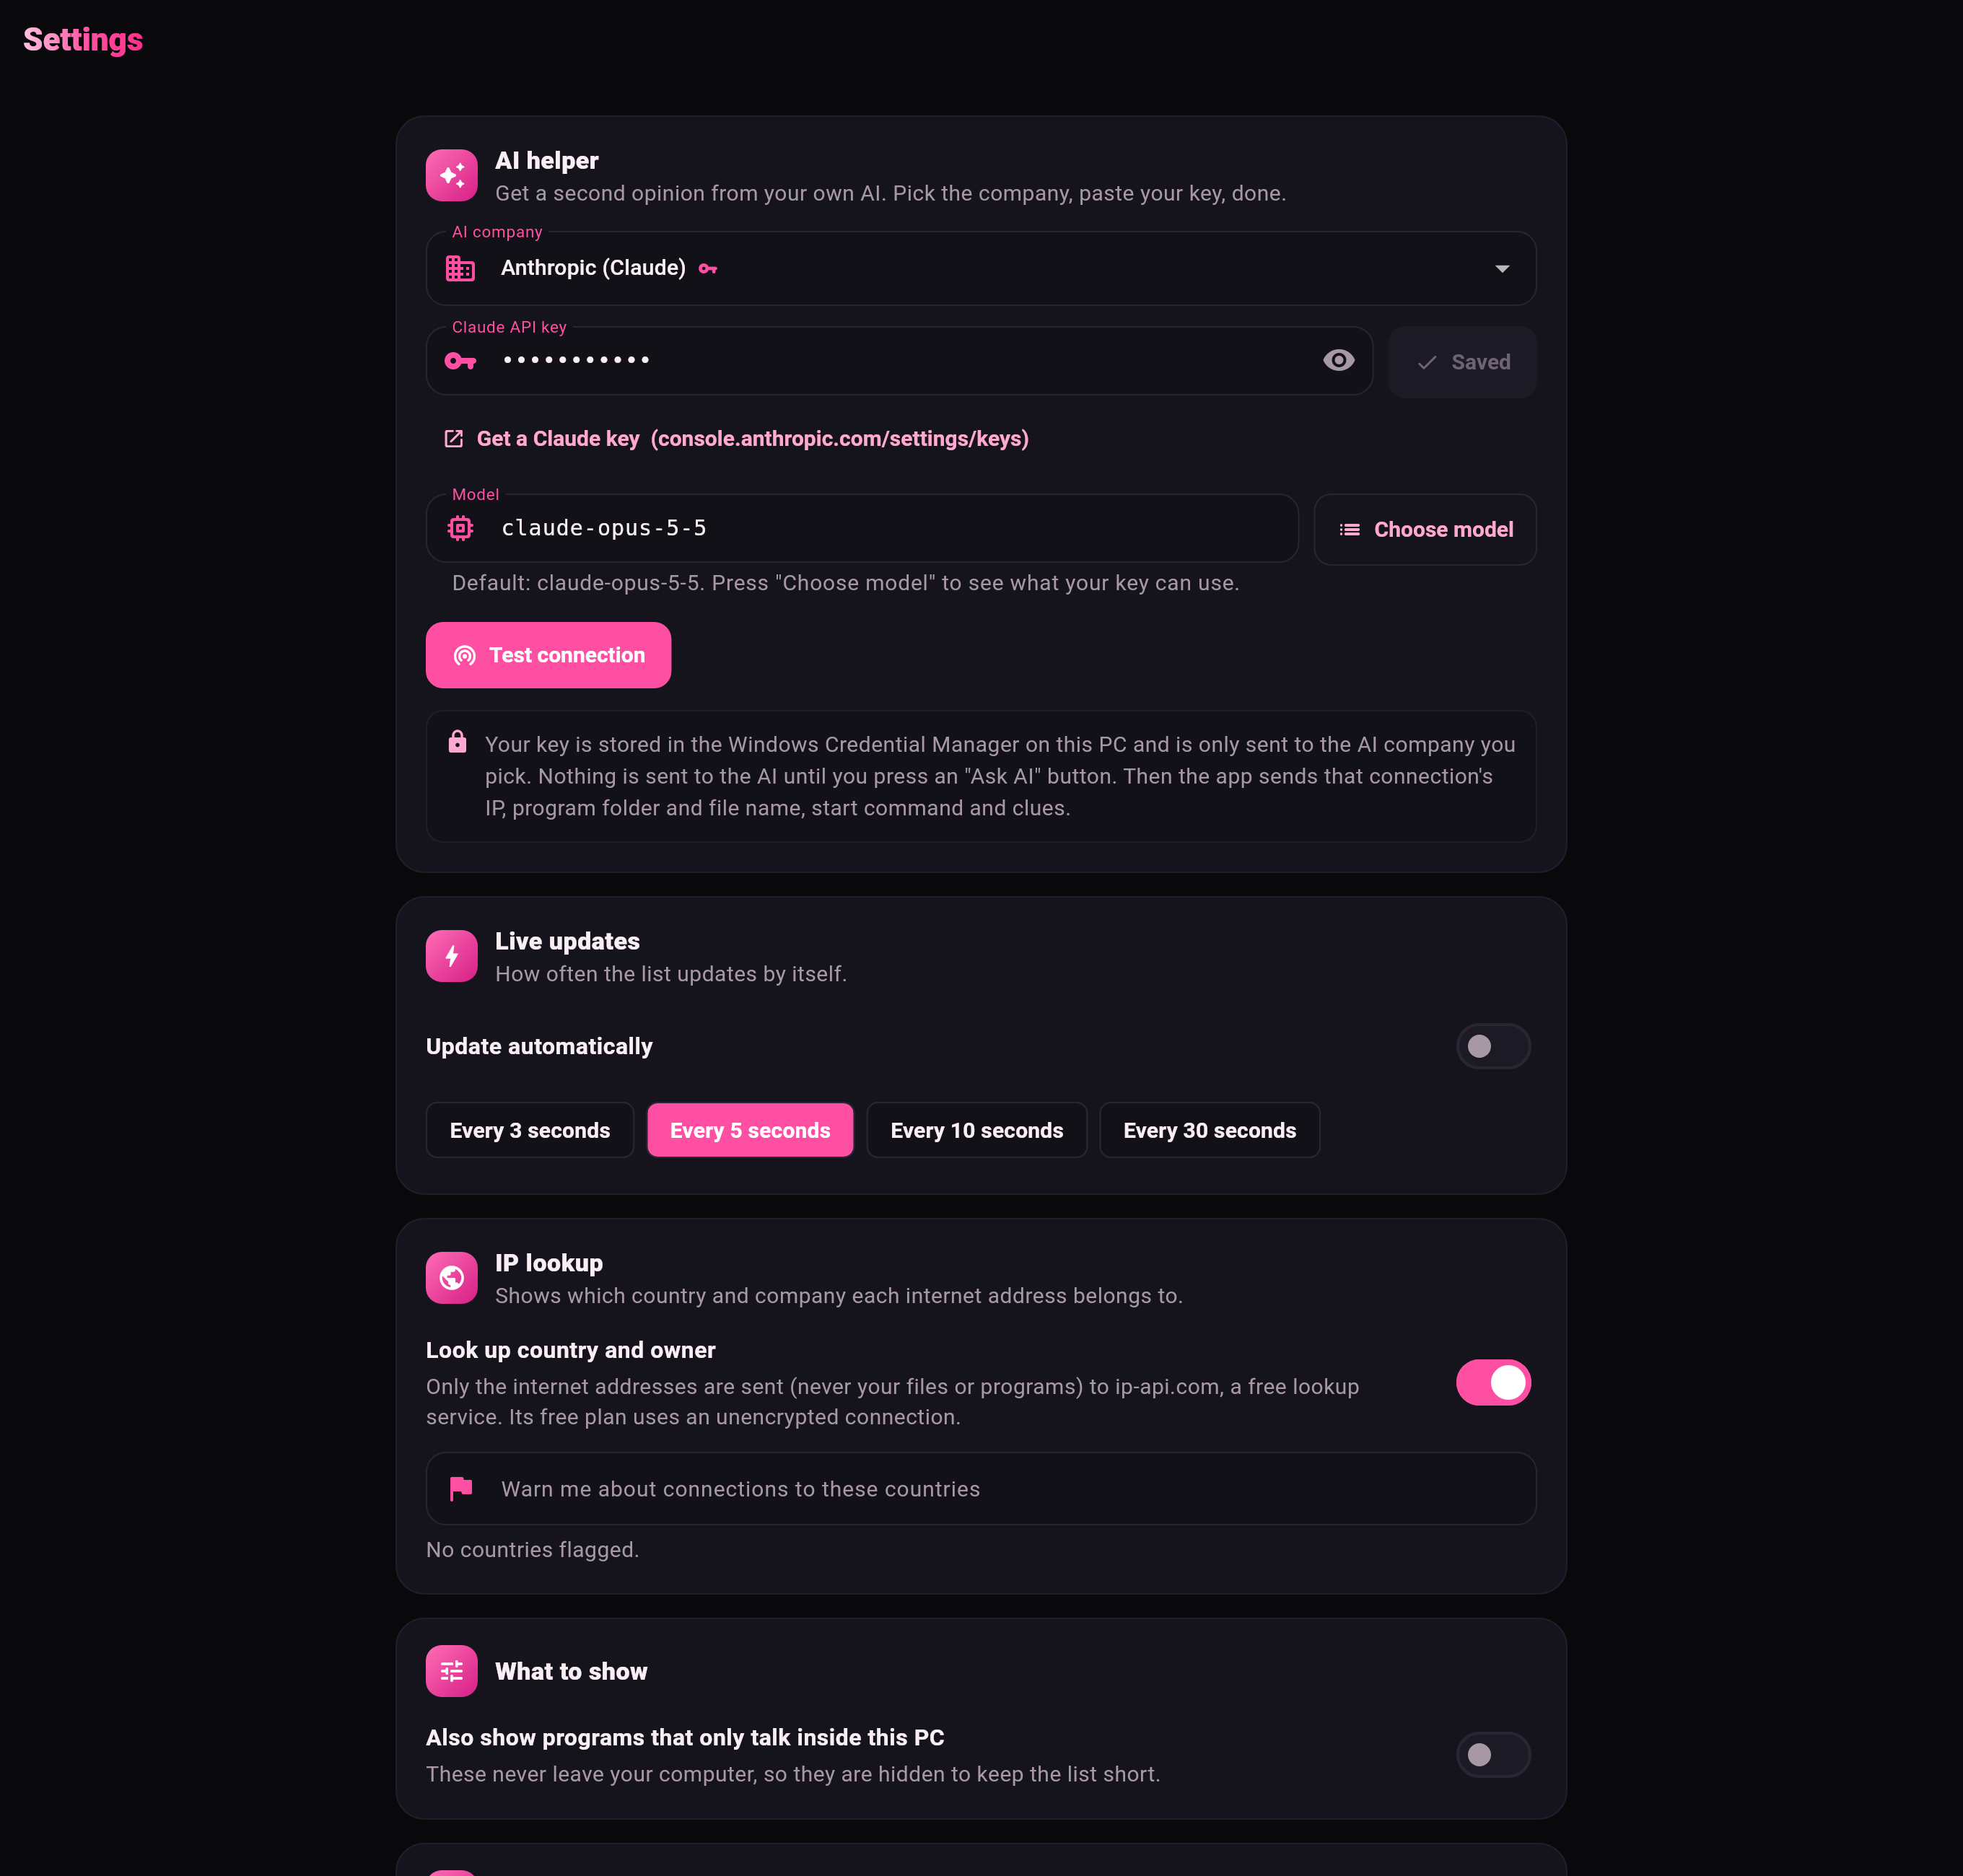 Settings
AI helper
Get a second opinion from your own AI. Pick the company, paste your key, done.
AI company
Anthropic (Claude)
Claude API key
•••••••••••
Saved
Get a Claude key (console.anthropic.com/settings/keys)
Model
claude-opus-5-5
Choose model
Default: claude-opus-5-5. Press "Choose model" to see what your key can use.
Test connection
Your key is stored in the Windows Credential Manager on this PC and is only sent to the AI company you
pick. Nothing is sent to the AI until you press an "Ask AI" button. Then the app sends that connection's
IP, program folder and file name, start command and clues.
Live updates
How often the list updates by itself.
Update automatically
Every 3 seconds
Every 5 seconds
Every 10 seconds
Every 30 seconds
IP lookup
Shows which country and company each internet address belongs to.
Look up country and owner
Only the internet addresses are sent (never your files or programs) to ip-api.com, a free lookup
service. Its free plan uses an unencrypted connection.
Warn me about connections to these countries
No countries flagged.
What to show
Also show programs that only talk inside this PC
These never leave your computer, so they are hidden to keep the list short.